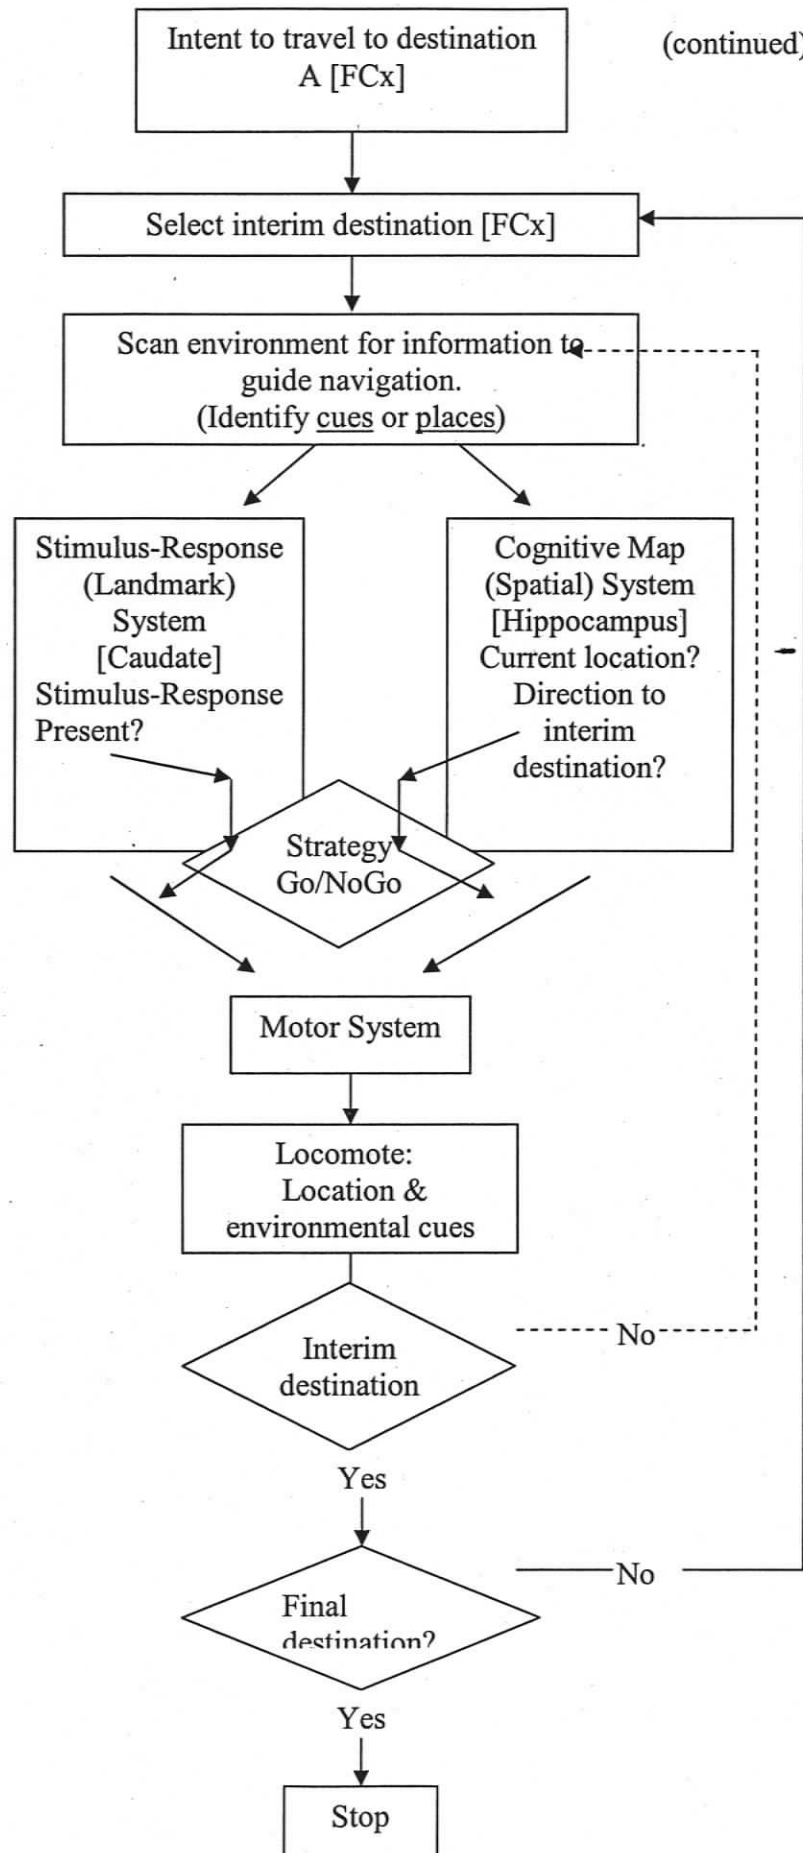 Intent to travel to destination
A [FCx]
(continued)
Select interim destination [FCx]
Scan environment for information to
guide navigation.
(Identify cues or places)
Stimulus-Response
(Landmark)
System
[Caudate]
Stimulus-Response
Present?
Cognitive Map
(Spatial) System
[Hippocampus]
Current location?
Direction to
interim
destination?
Strategy
Go/NoGo
Motor System
Locomote:
Location &
environmental cues
Interim
destination
No
Yes
Final
destination?
No
Yes
Stop